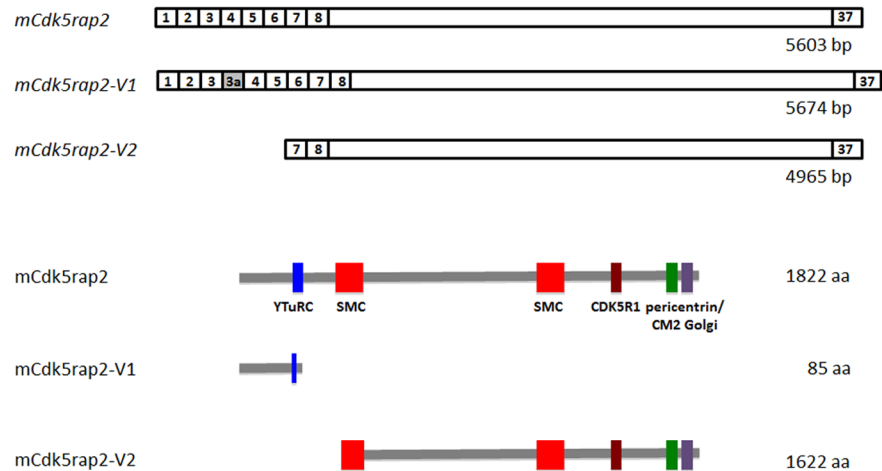 mCdk5rap2 1 2 3 4 5 6 7 8 37
5603 bp
mCdk5rap2-V1 1 2 3 3a 4 5 6 7 8 37
5674 bp
mCdk5rap2-V2 7 8 37
4965 bp
mCdk5rap2 1822 aa
YTuRC SMC SMC CDK5R1 pericentrin/
CM2 Golgi
mCdk5rap2-V1 85 aa
mCdk5rap2-V2 1622 aa